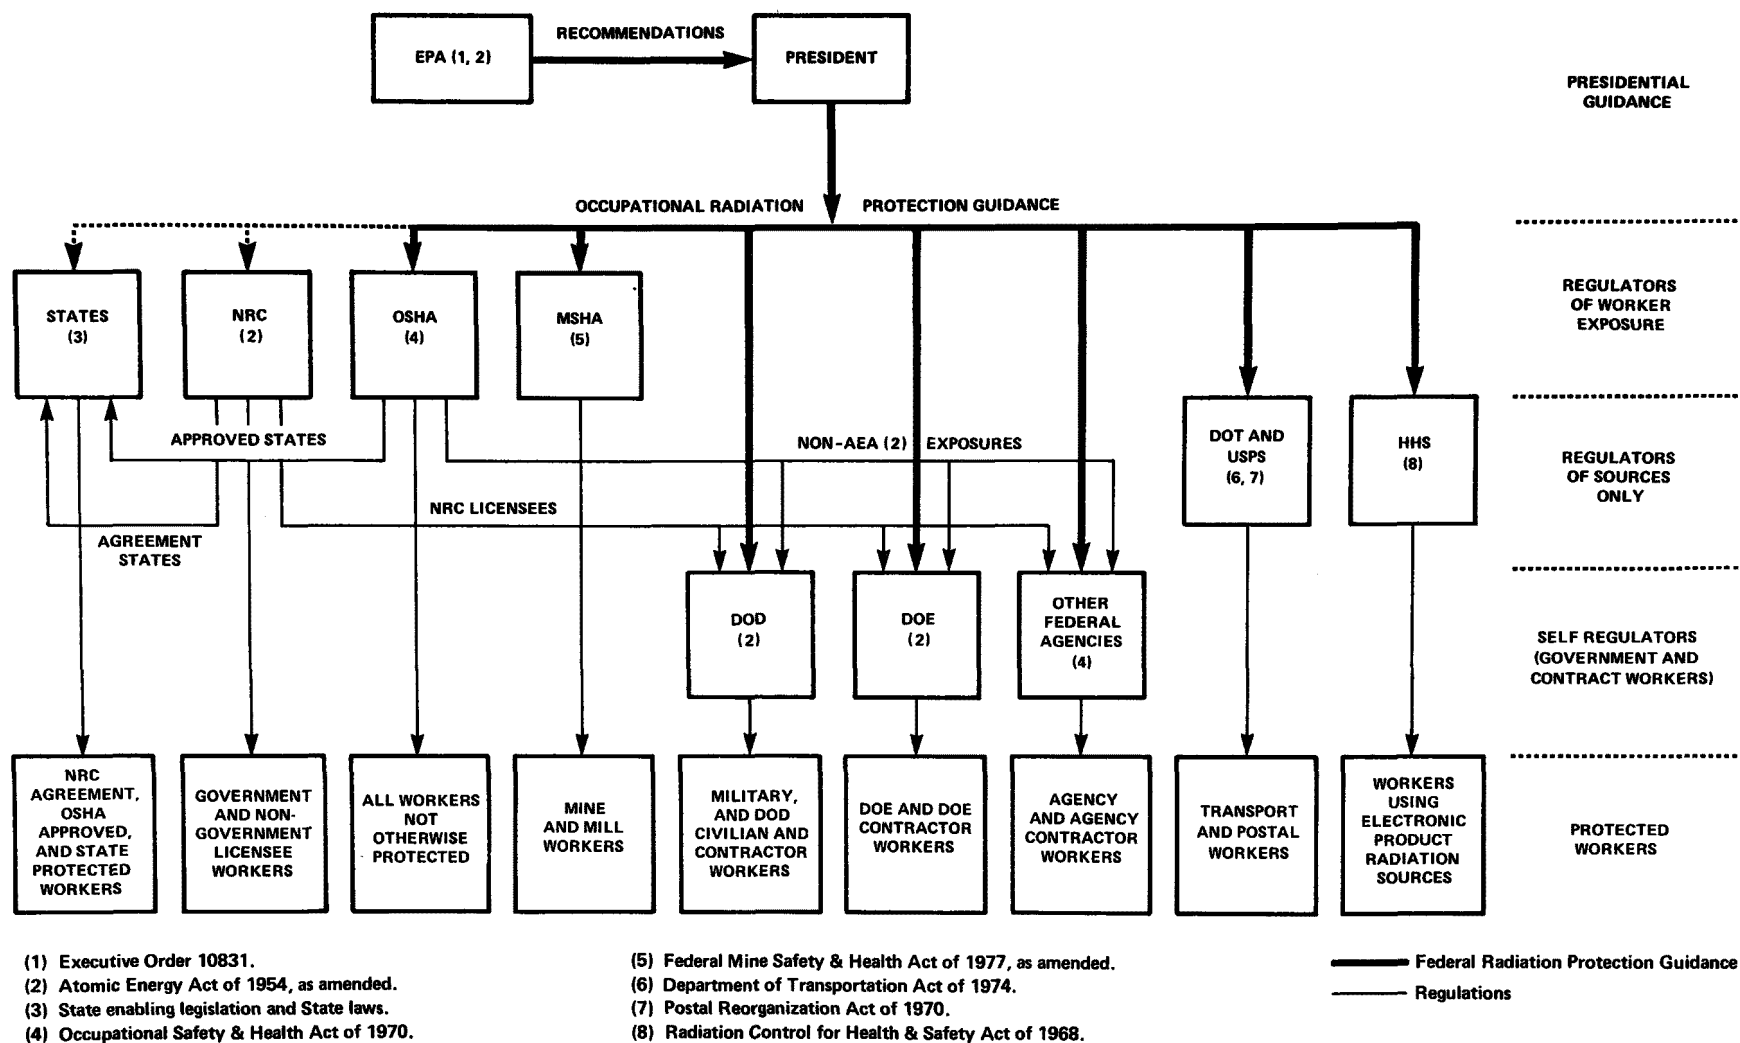 EPA (1, 2)
RECOMMENDATIONS
PRESIDENT
PRESIDENTIAL
GUIDANCE
OCCUPATIONAL RADIATION PROTECTION GUIDANCE
STATES
(3)
NRC
(2)
OSHA
(4)
MSHA
(5)
REGULATORS
OF WORKER
EXPOSURE
APPROVED STATES
NON-AEA (2) EXPOSURES
NRC LICENSEES
AGREEMENT
STATES
DOT AND
USPS
(6, 7)
HHS
(8)
REGULATORS
OF SOURCES
ONLY
DOD
(2)
DOE
(2)
OTHER
FEDERAL
AGENCIES
(4)
SELF REGULATORS
(GOVERNMENT AND
CONTRACT WORKERS)
NRC
AGREEMENT,
OSHA
APPROVED,
AND STATE
PROTECTED
WORKERS
GOVERNMENT
AND NON-
GOVERNMENT
LICENSEE
WORKERS
ALL WORKERS
NOT
OTHERWISE
PROTECTED
MINE
AND MILL
WORKERS
MILITARY,
AND DOD
CIVILIAN AND
CONTRACTOR
WORKERS
DOE AND DOE
CONTRACTOR
WORKERS
AGENCY
AND AGENCY
CONTRACTOR
WORKERS
TRANSPORT
AND POSTAL
WORKERS
WORKERS
USING
ELECTRONIC
PRODUCT
RADIATION
SOURCES
PROTECTED
WORKERS
(1) Executive Order 10831.
(2) Atomic Energy Act of 1954, as amended.
(3) State enabling legislation and State laws.
(4) Occupational Safety & Health Act of 1970.
(5) Federal Mine Safety & Health Act of 1977, as amended.
(6) Department of Transportation Act of 1974.
(7) Postal Reorganization Act of 1970.
(8) Radiation Control for Health & Safety Act of 1968.
Federal Radiation Protection Guidance
Regulations